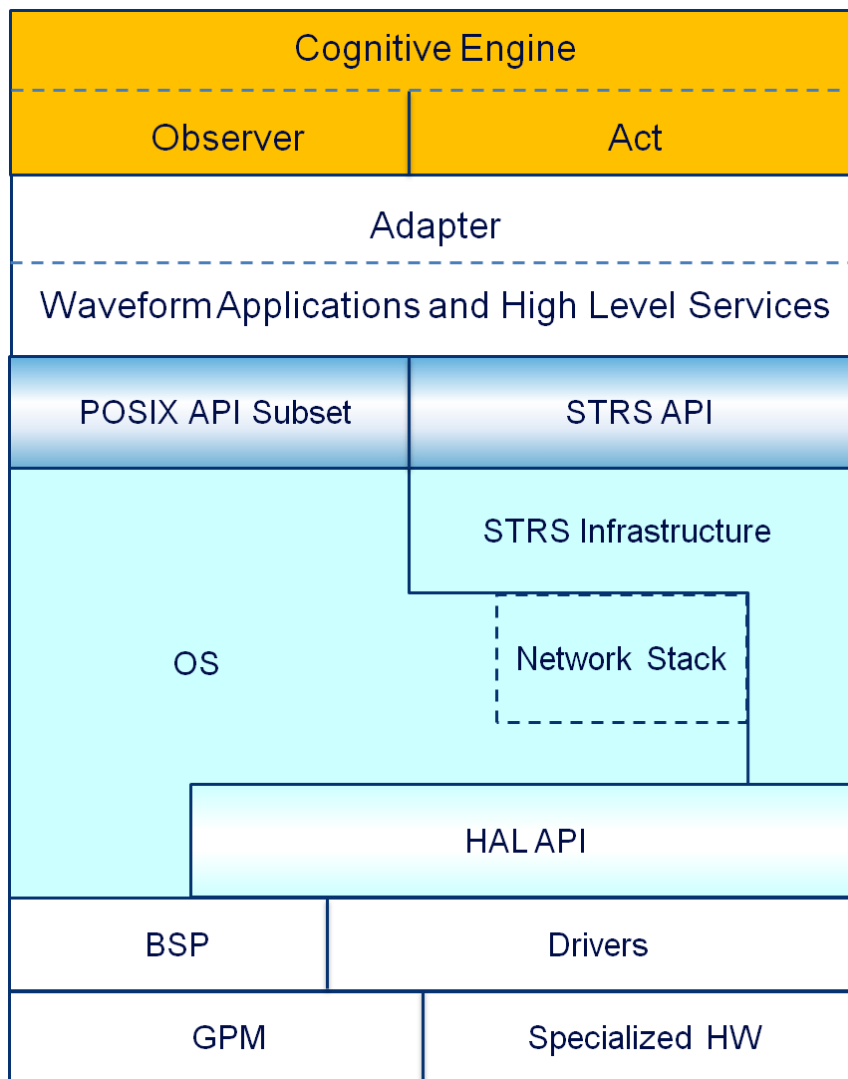 Cognitive Engine
Observer
Act
Adapter
Waveform Applications and High Level Services
POSIX API Subset
STRS API
STRS Infrastructure
OS
Network Stack
HAL API
BSP
Drivers
GPM
Specialized HW